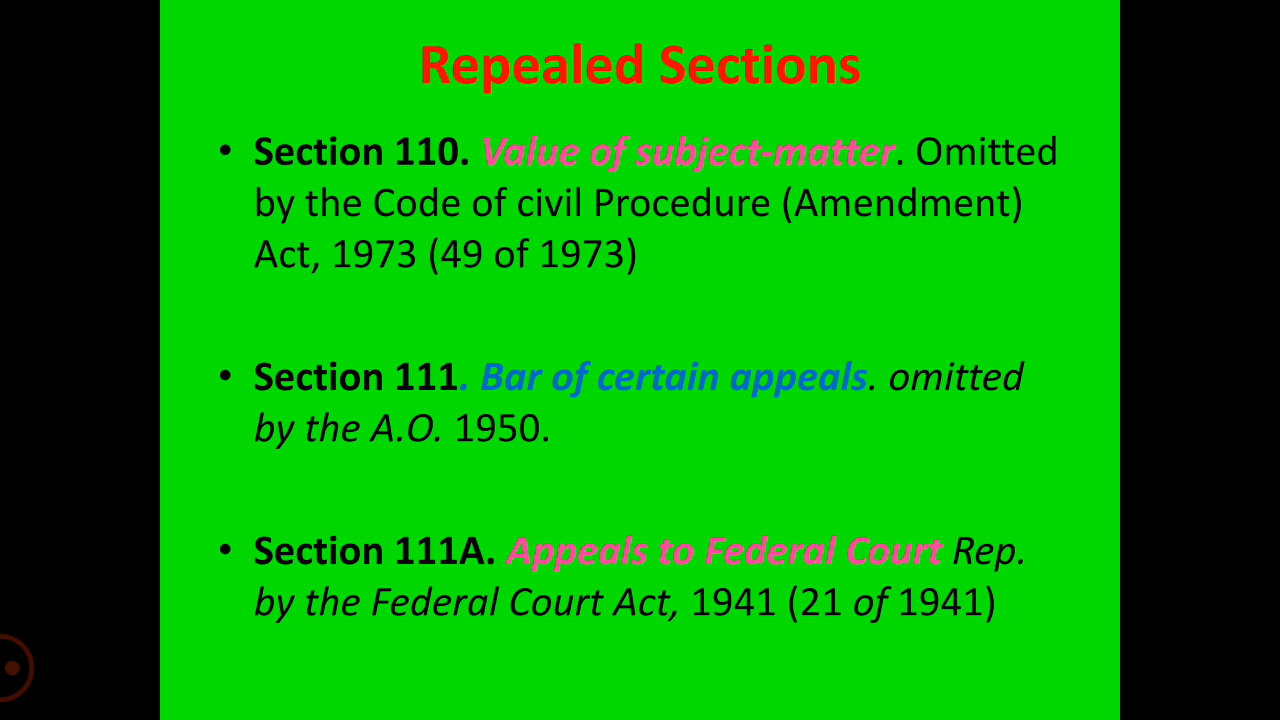 Repealed Sections
• Section 110. Value of subject-matter. Omitted
by the Code of civil Procedure (Amendment)
Act, 1973 (49 of 1973)
• Section 111. Bar of certain appeals. omitted
by the A.O. 1950.
• Section 111A. Appeals to Federal Court Rep.
by the Federal Court Act, 1941 (21 of 1941)